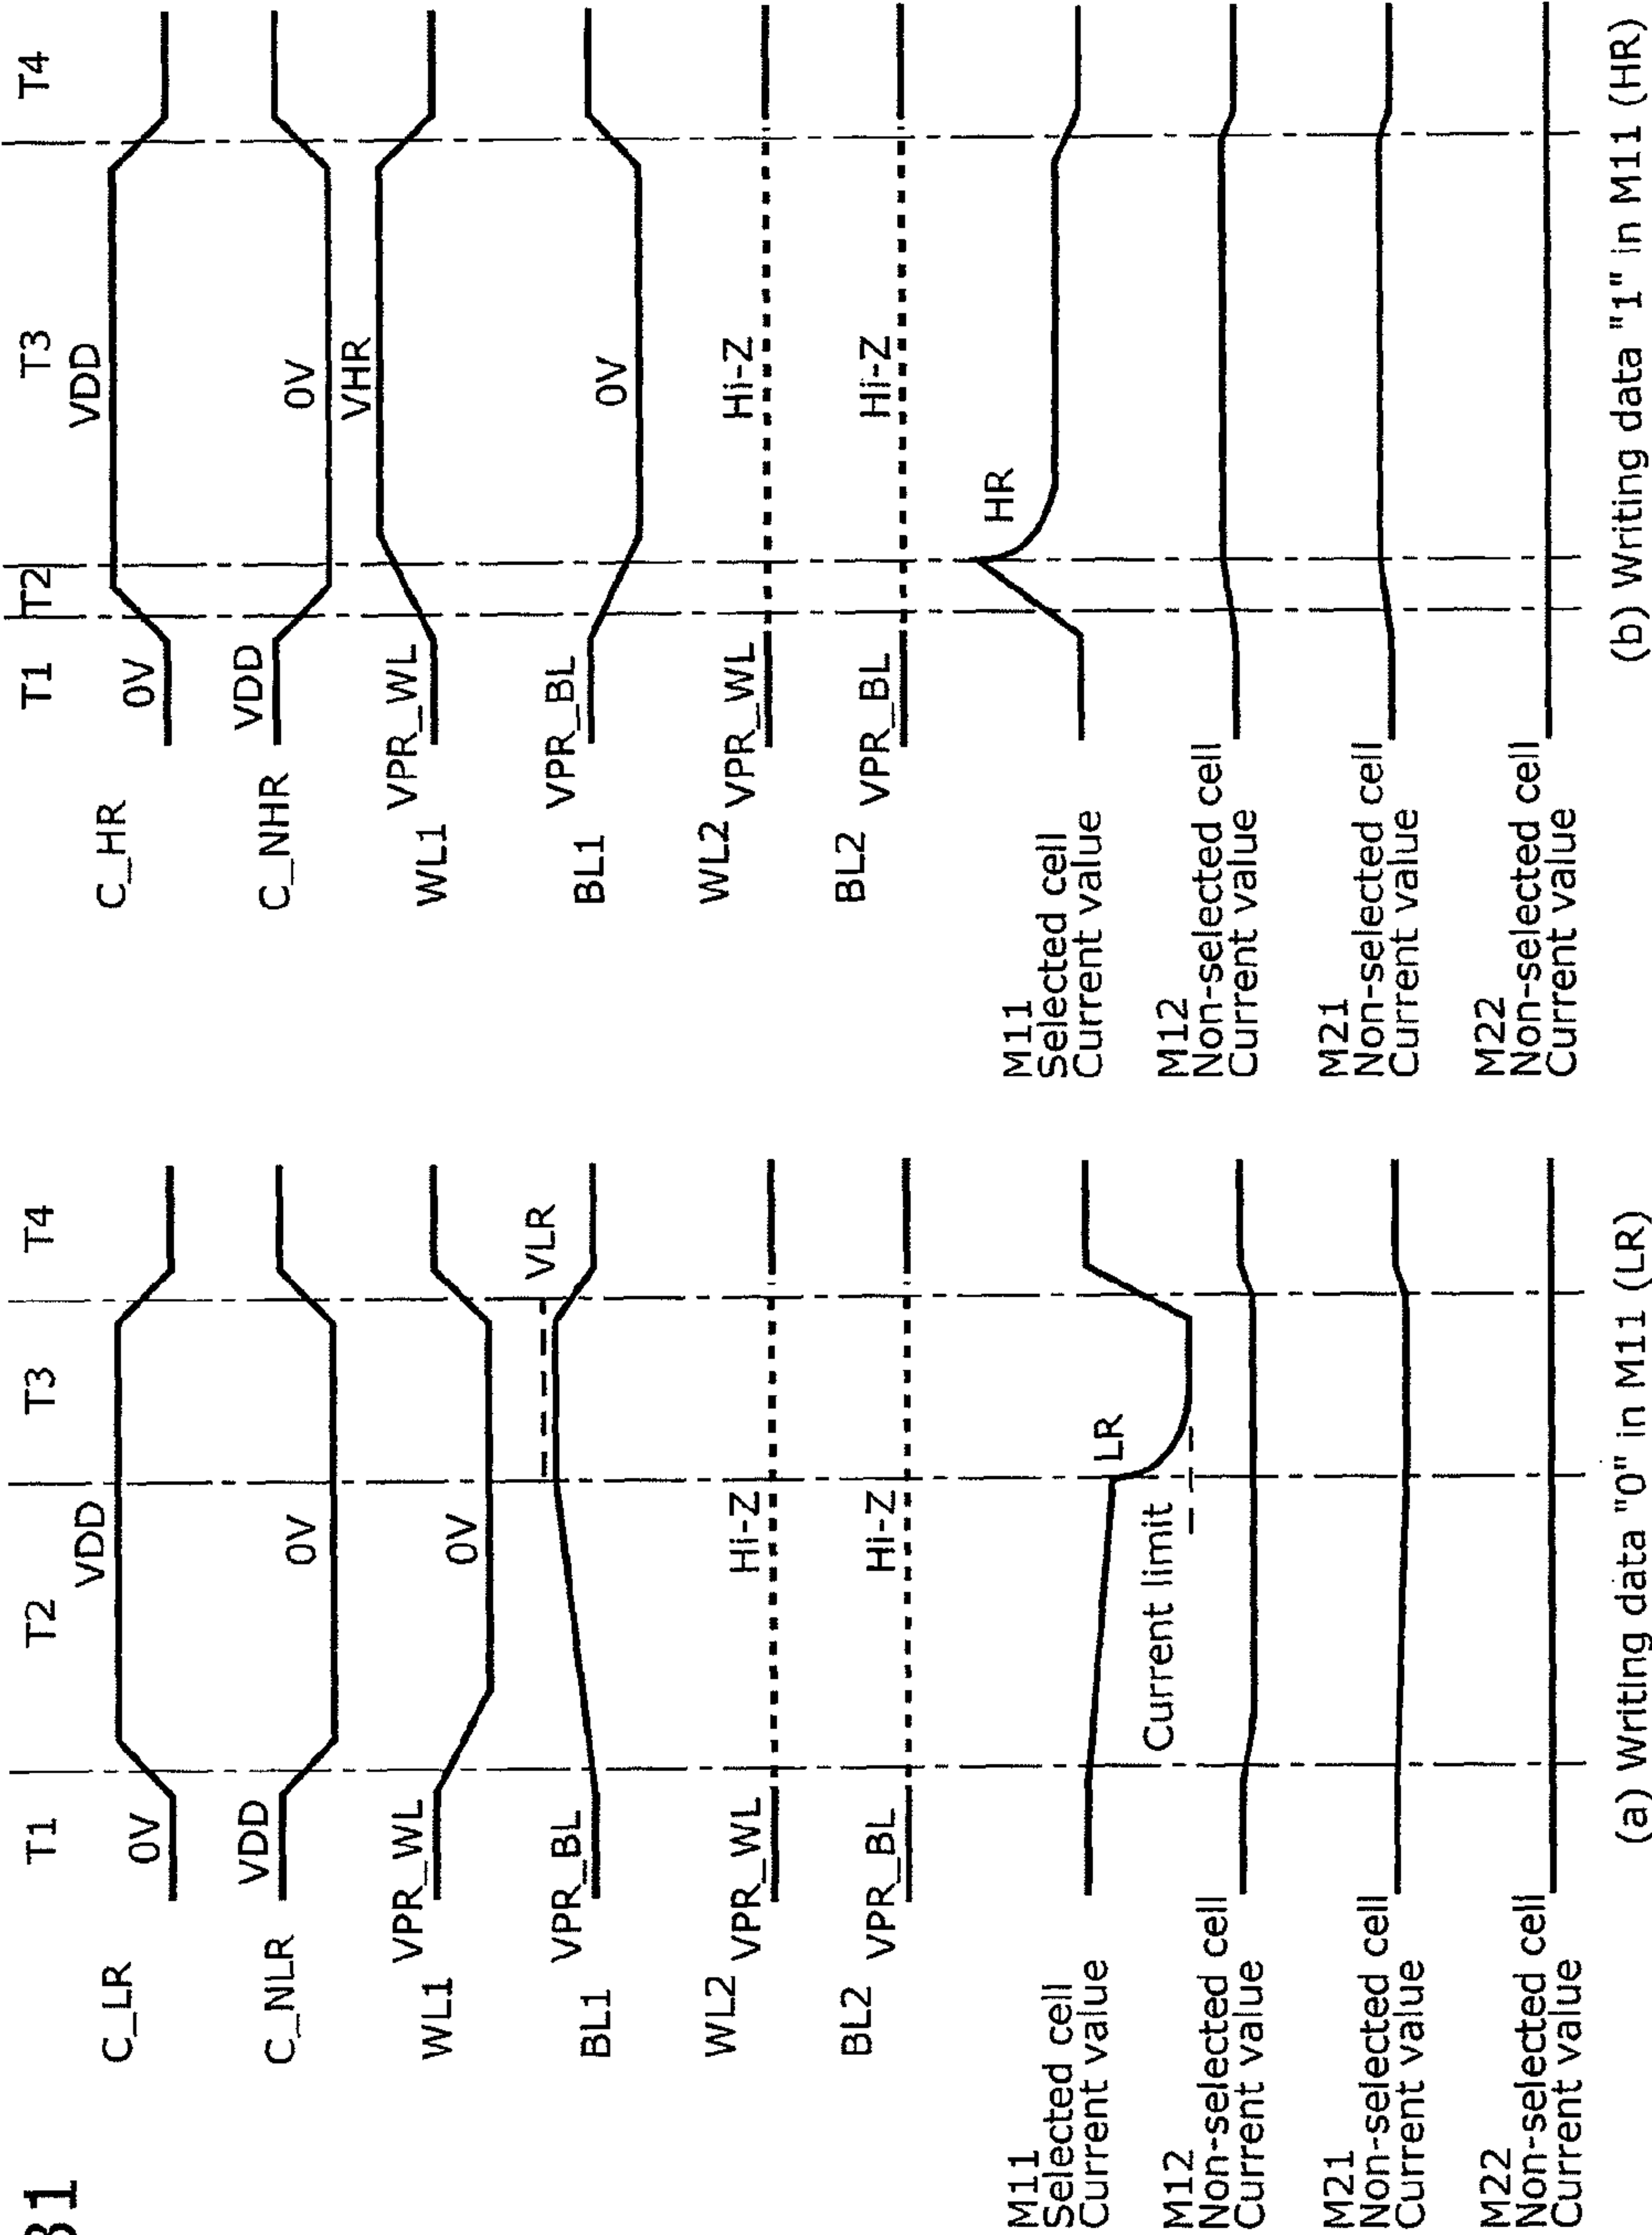 31
T1 T2 T3 T4
C_LR 0V VDD
C_NLR VDD 0V
WL1 VPR_WL 0V
BL1 VPR_BL VLR
WL2 VPR_WL Hi-Z
BL2 VPR_BL Hi-Z
M11
Selected cell
Current value
LR
Current limit
M12
Non-selected cell
Current value
M21
Non-selected cell
Current value
M22
Non-selected cell
Current value
(a) Writing data "0" in M11 (LR)
T1 T2 T3 T4
C_HR 0V VDD
C_NHR VDD 0V
WL1 VPR_WL VHR
BL1 VPR_BL 0V
WL2 VPR_WL Hi-Z
BL2 VPR_BL Hi-Z
M11
Selected cell
Current value
HR
M12
Non-selected cell
Current value
M21
Non-selected cell
Current value
M22
Non-selected cell
Current value
(b) Writing data "1" in M11 (HR)